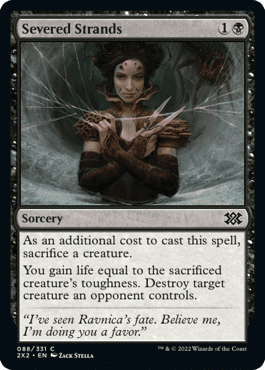 Severed Strands 1
Sorcery
As an additional cost to cast this spell,
sacrifice a creature.
You gain life equal to the sacrificed
creature's toughness. Destroy target
creature an opponent controls.
"I've seen Ravnica's fate. Believe me,
I'm doing you a favor."
088/331 C
2X2 • EN Zack Stella
™ & © 2022 Wizards of the Coast